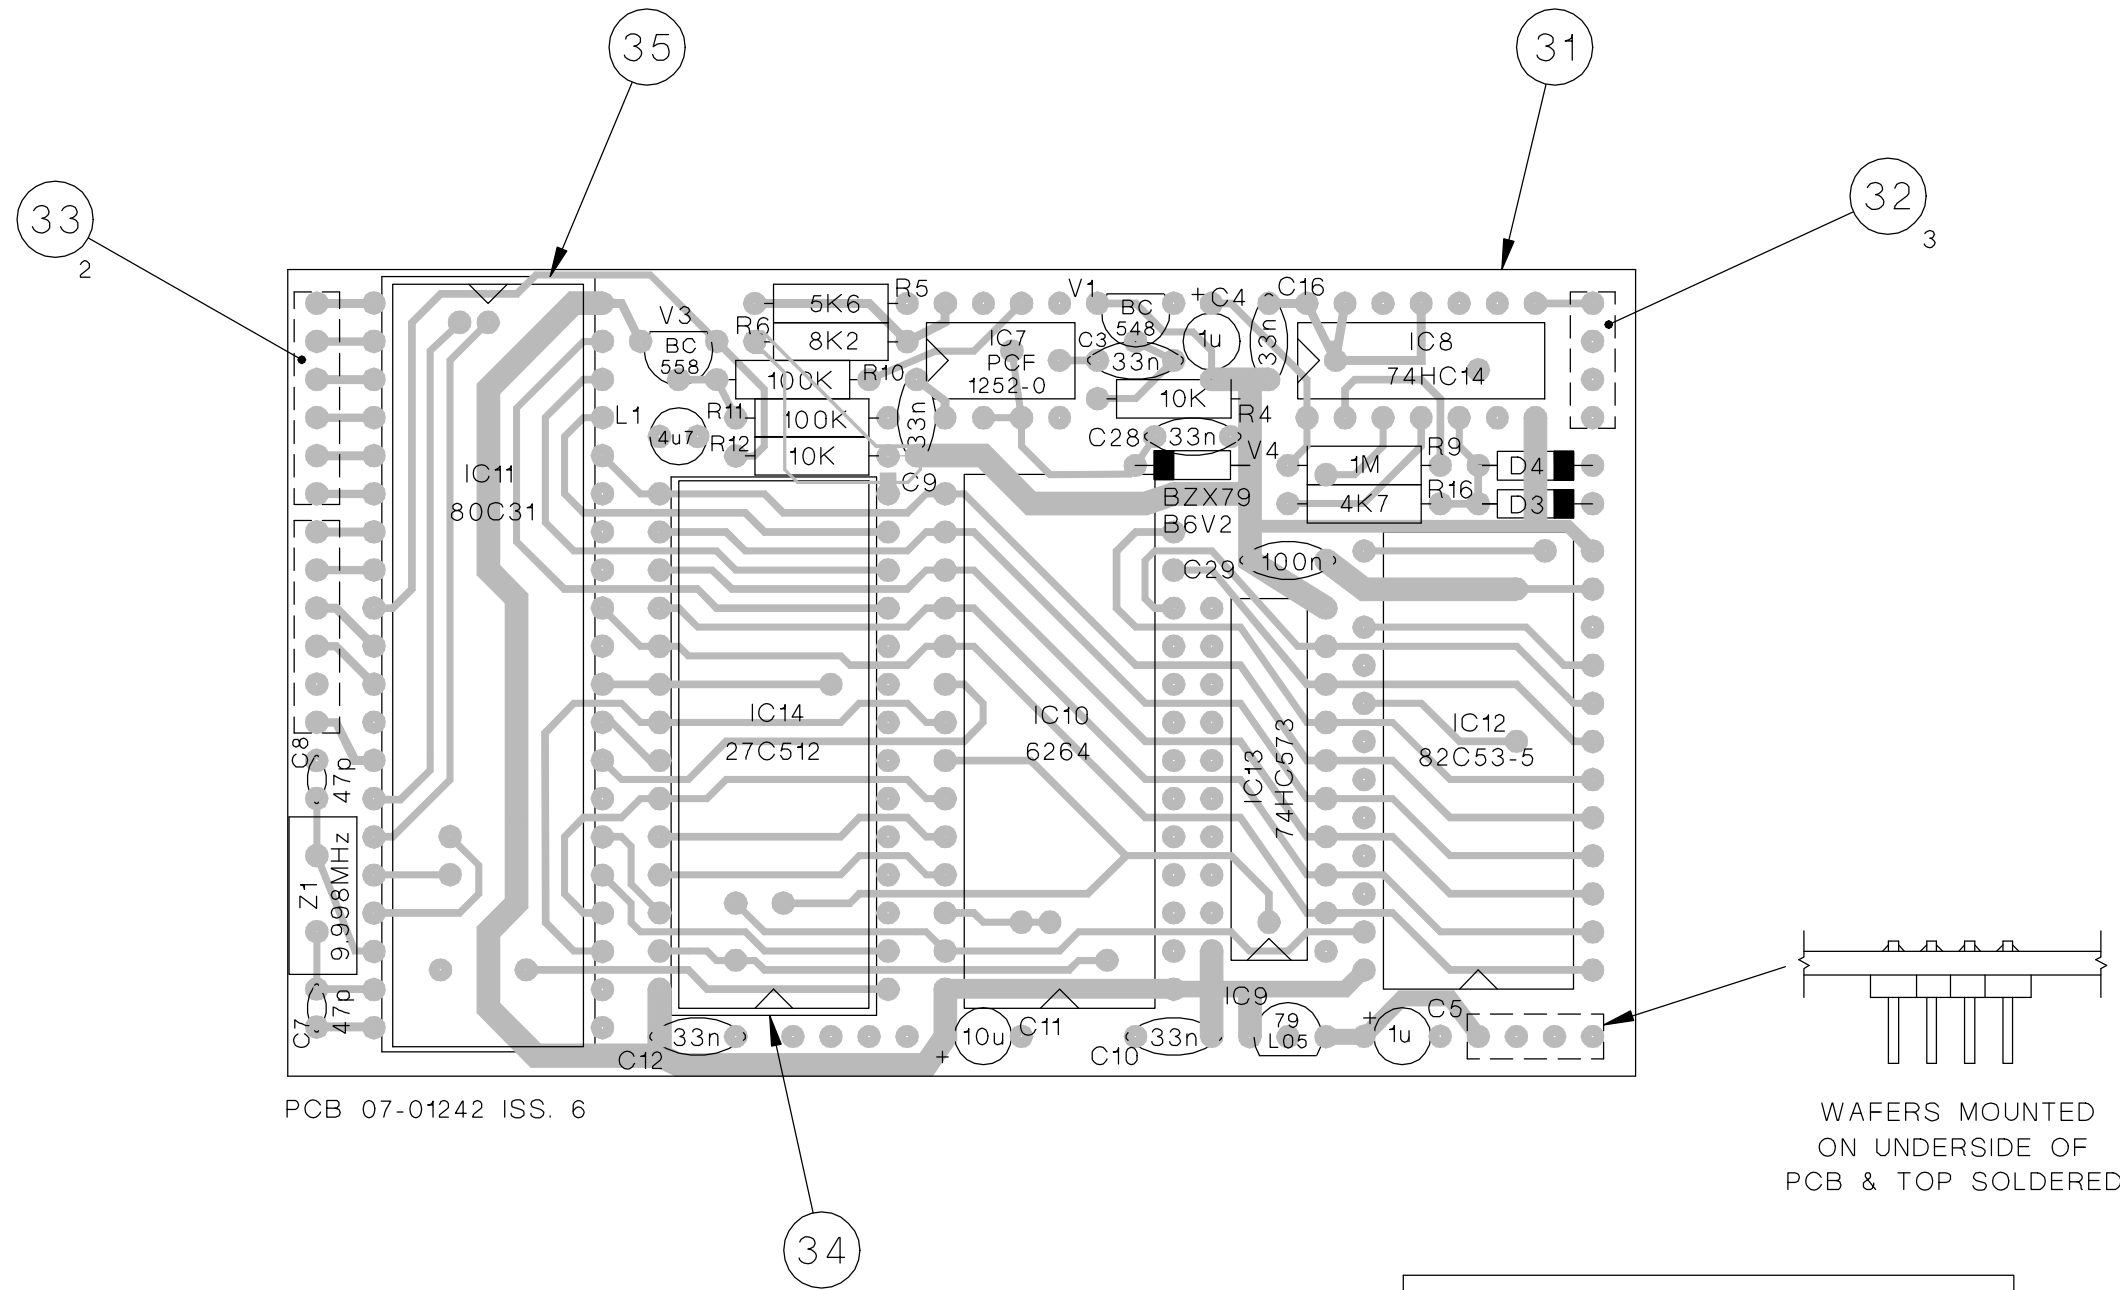 35
31
33
2
32
3
C16
R5
V1
+
C4
5K6
BC
548
V3
R6
33n
1u
IC7
PCF
1252-0
C3
33n
IC8
74HC14
8K2
BC
558
R10
100K
10K
R4
L1
R11
100K
33n
4u7
R12
10K
C28
33n
V4
R9
1M
D4
IC11
80C31
C9
BZX79
B6V2
R16
4K7
D3
C29
100n
IC14
27C512
IC10
6264
IC13
74HC573
IC12
82C53-5
C8
47p
Z1
9.998MHz
C7
47p
IC9
79
L05
C5
+
1u
C12
33n
10u
+
C11
C10
33n
PCB 07-01242 ISS. 6
WAFERS MOUNTED
ON UNDERSIDE OF
PCB & TOP SOLDERED
34